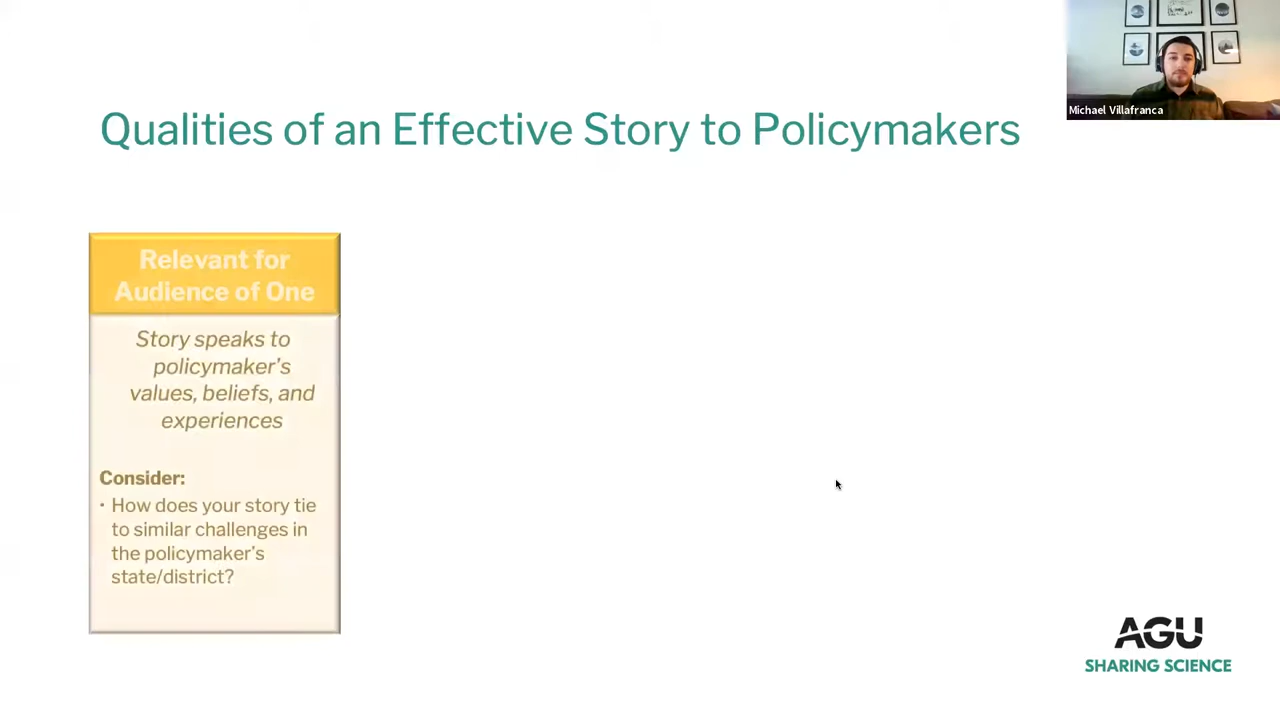 Qualities of an Effective Story to Policymakers
Michael Villafranca
Relevant for
Audience of One
Story speaks to
policymaker's
values, beliefs, and
experiences
Consider:
• How does your story tie
to similar challenges in
the policymaker's
state/district?
AGU
SHARING SCIENCE